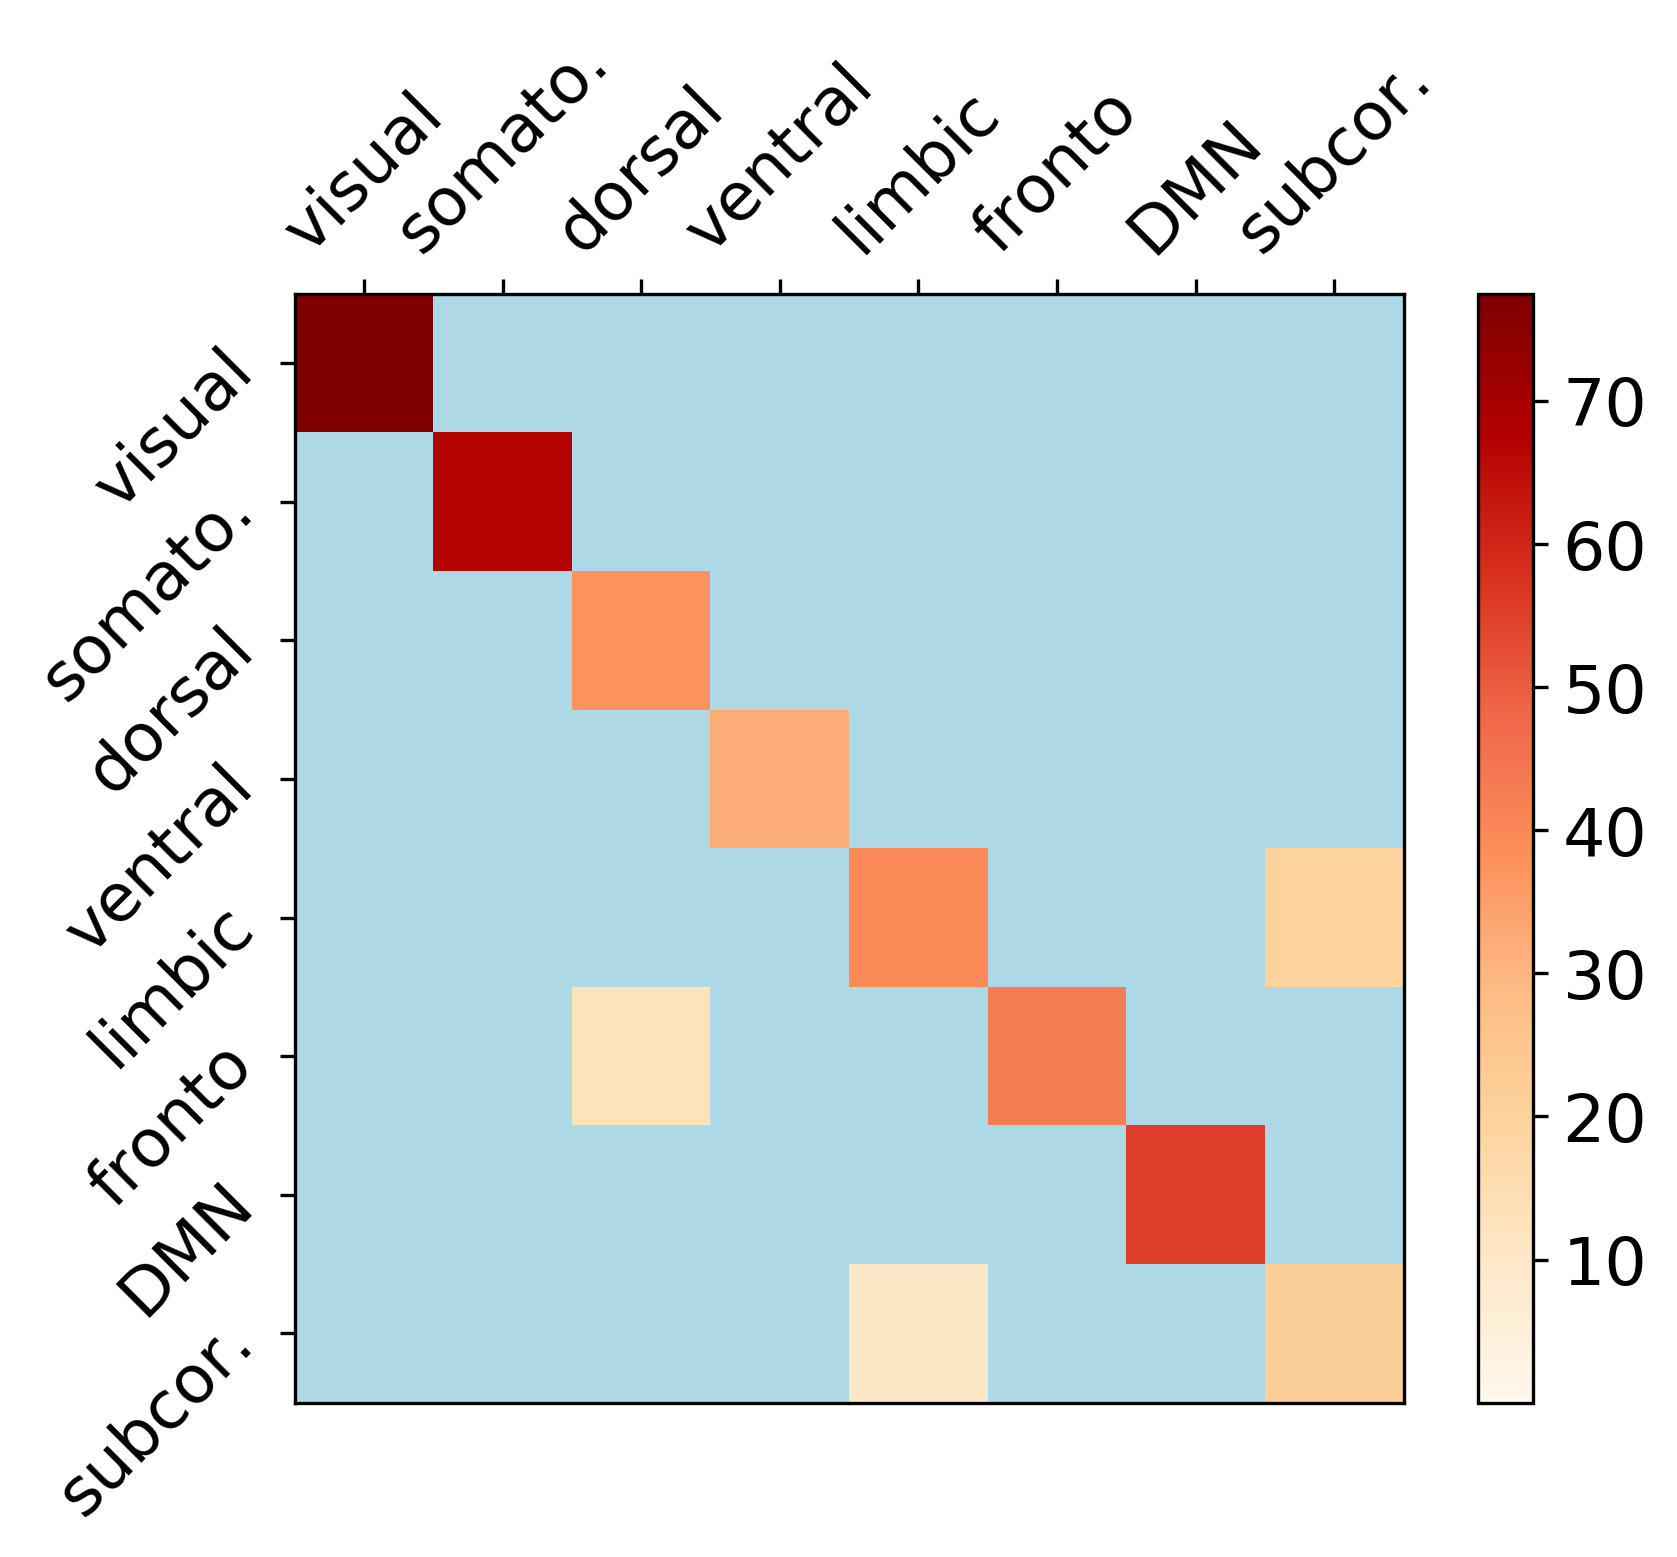 visual
somato.
dorsal
ventral
limbic
fronto
DMN
subcor.
visual
somato.
dorsal
ventral
limbic
fronto
DMN
subcor.
70
60
50
40
30
20
10